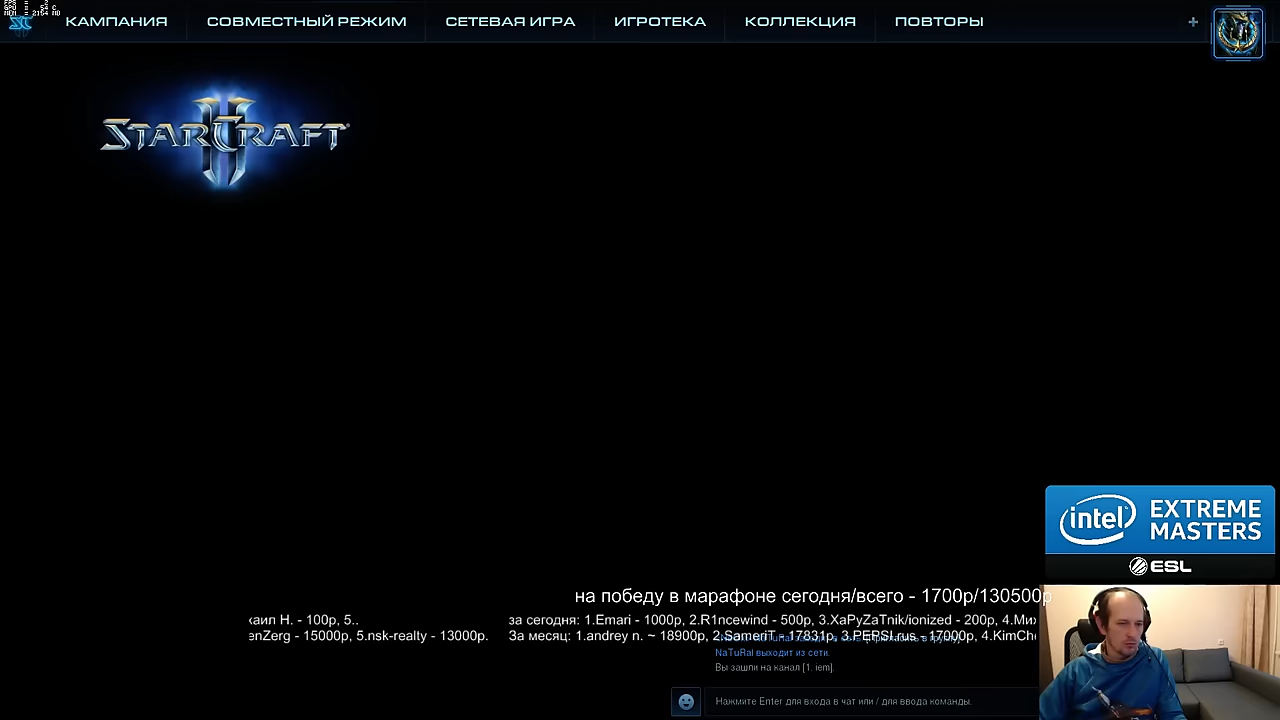 КАМПАНИЯ СОВМЕСТНЫЙ РЕЖИМ СЕТЕВАЯ ИГРА ИГРОТЕКА КОЛЛЕКЦИЯ ПОВТОРЫ
STARCRAFT II
intel EXTREME MASTERS
ESL
на победу в марафоне сегодня/всего - 1700р/130500р
хаил Н. - 100р, 5.. за сегодня: 1.Emari - 1000р, 2.R1ncewind - 500р, 3.XaPyZaTnik/ionized - 200р, 4.Мих
enZerg - 15000р, 5.nsk-realty - 13000р. За месяц: 1.andrey n. ~ 18900р, 2.SameriT - 17831р, 3.PEPSI.rus - 17000р, 4.KimCh
NaTuRal выходит из сети.
Вы зашли на канал [1. iem].
Нажмите Enter для входа в чат или / для ввода команды.